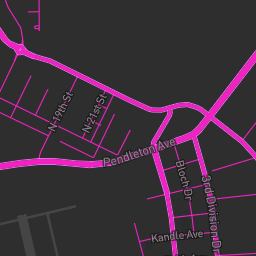 N 19th St
N 21st St
Pendleton Ave
Bloch Dr
3rd Division Dr
Kandle Ave